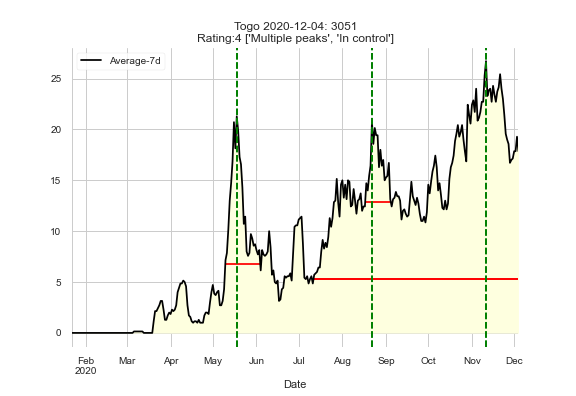 Togo 2020-12-04: 3051
Rating:4 ['Multiple peaks', 'In control']
Average-7d
25
20
15
10
5
0
Feb Mar Apr May Jun Jul Aug Sep Oct Nov Dec
2020
Date